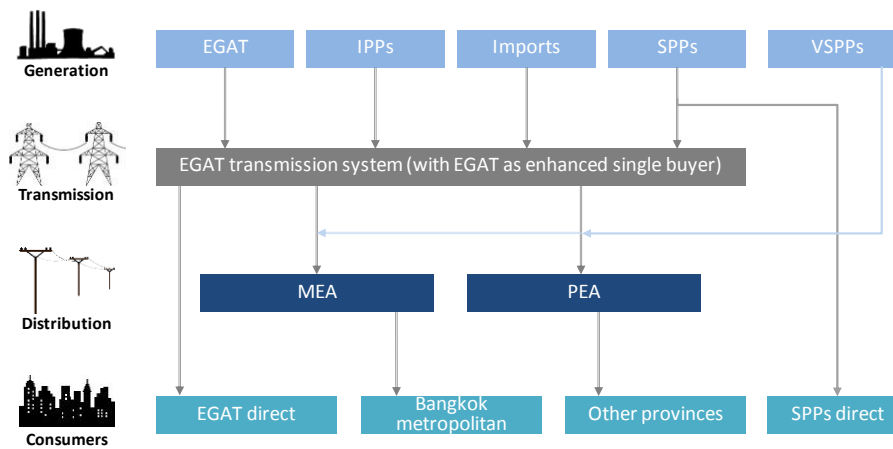 EGAT
IPPs
Imports
SPPs
VSPPs
Generation
EGAT transmission system (with EGAT as enhanced single buyer)
Transmission
MEA
PEA
Distribution
EGAT direct
Bangkok
metropolitan
Other provinces
SPPs direct
Consumers